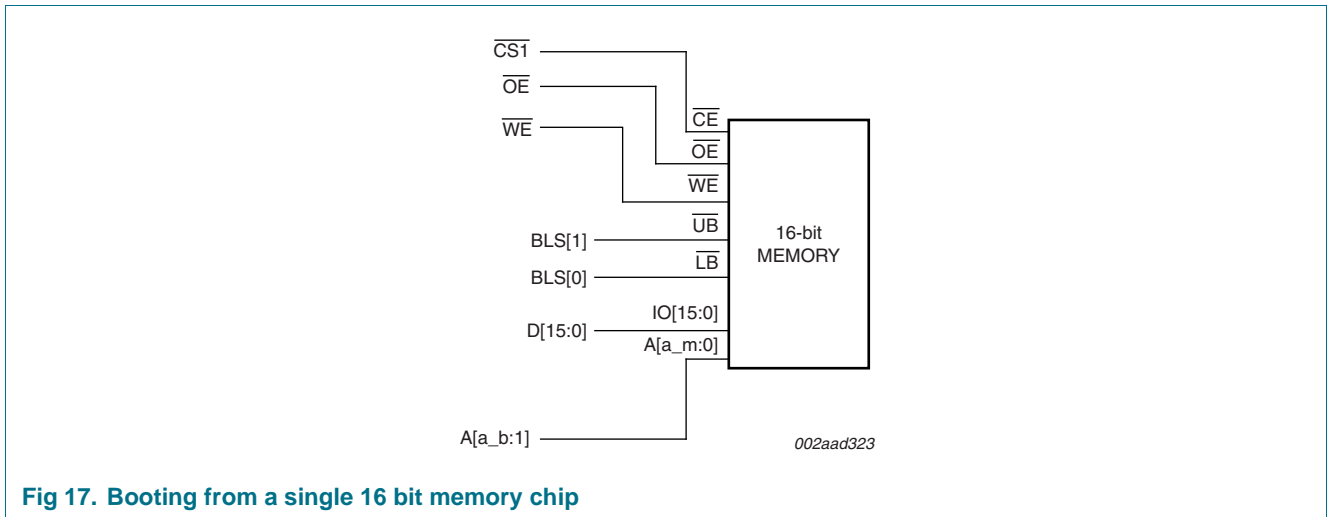 CS1
OE
WE
BLS[1]
BLS[0]
D[15:0]
A[a_b:1]
CE
OE
WE
UB
LB
IO[15:0]
A[a_m:0]
16-bit
MEMORY
002aad323
Fig 17. Booting from a single 16 bit memory chip